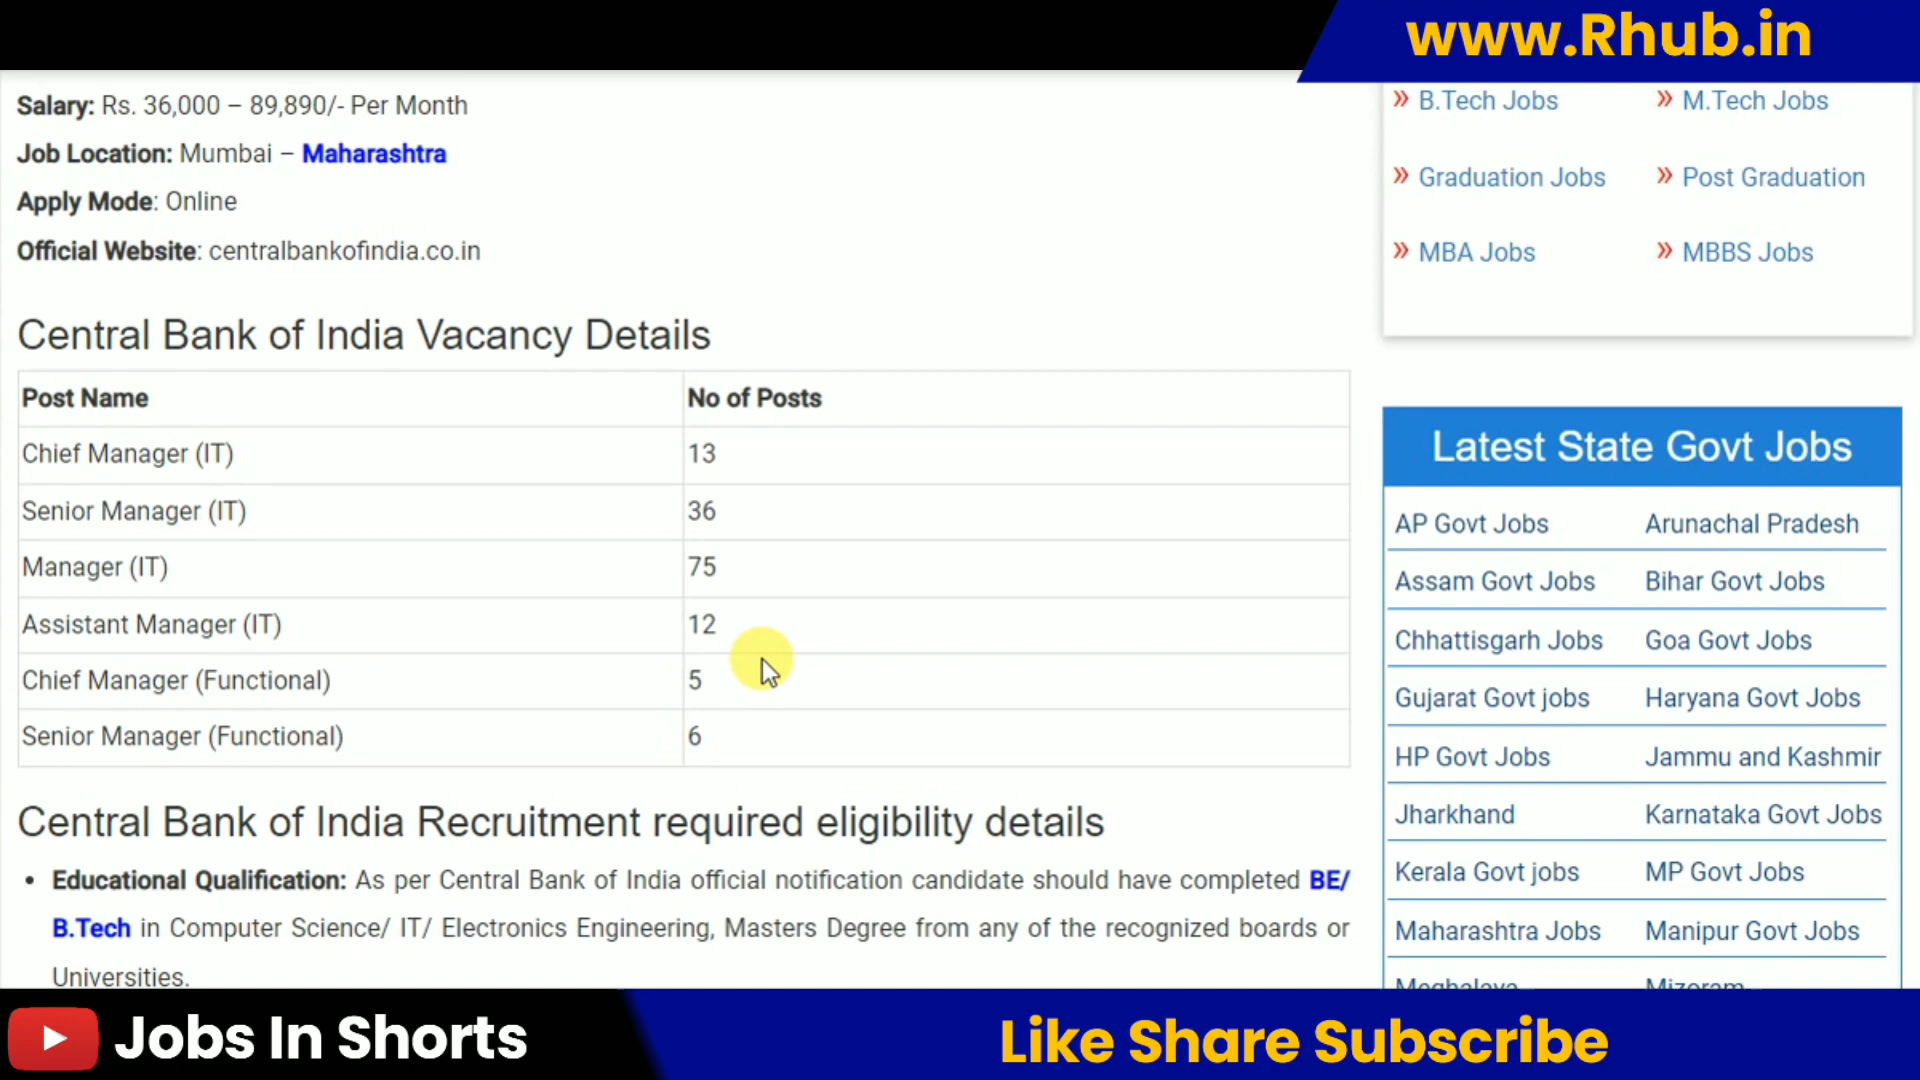 www.Rhub.in
Salary: Rs. 36,000 – 89,890/- Per Month
Job Location: Mumbai – Maharashtra
Apply Mode: Online
Official Website: centralbankofindia.co.in
Central Bank of India Vacancy Details
Post Name No of Posts
Chief Manager (IT) 13
Senior Manager (IT) 36
Manager (IT) 75
Assistant Manager (IT) 12
Chief Manager (Functional) 5
Senior Manager (Functional) 6
Central Bank of India Recruitment required eligibility details
• Educational Qualification: As per Central Bank of India official notification candidate should have completed BE/
B.Tech in Computer Science/ IT/ Electronics Engineering, Masters Degree from any of the recognized boards or
Universities.
» B.Tech Jobs » M.Tech Jobs
» Graduation Jobs » Post Graduation
» MBA Jobs » MBBS Jobs
Latest State Govt Jobs
AP Govt Jobs Arunachal Pradesh
Assam Govt Jobs Bihar Govt Jobs
Chhattisgarh Jobs Goa Govt Jobs
Gujarat Govt jobs Haryana Govt Jobs
HP Govt Jobs Jammu and Kashmir
Jharkhand Karnataka Govt Jobs
Kerala Govt jobs MP Govt Jobs
Maharashtra Jobs Manipur Govt Jobs
Meghalaya Mizoram
Jobs In Shorts
Like Share Subscribe